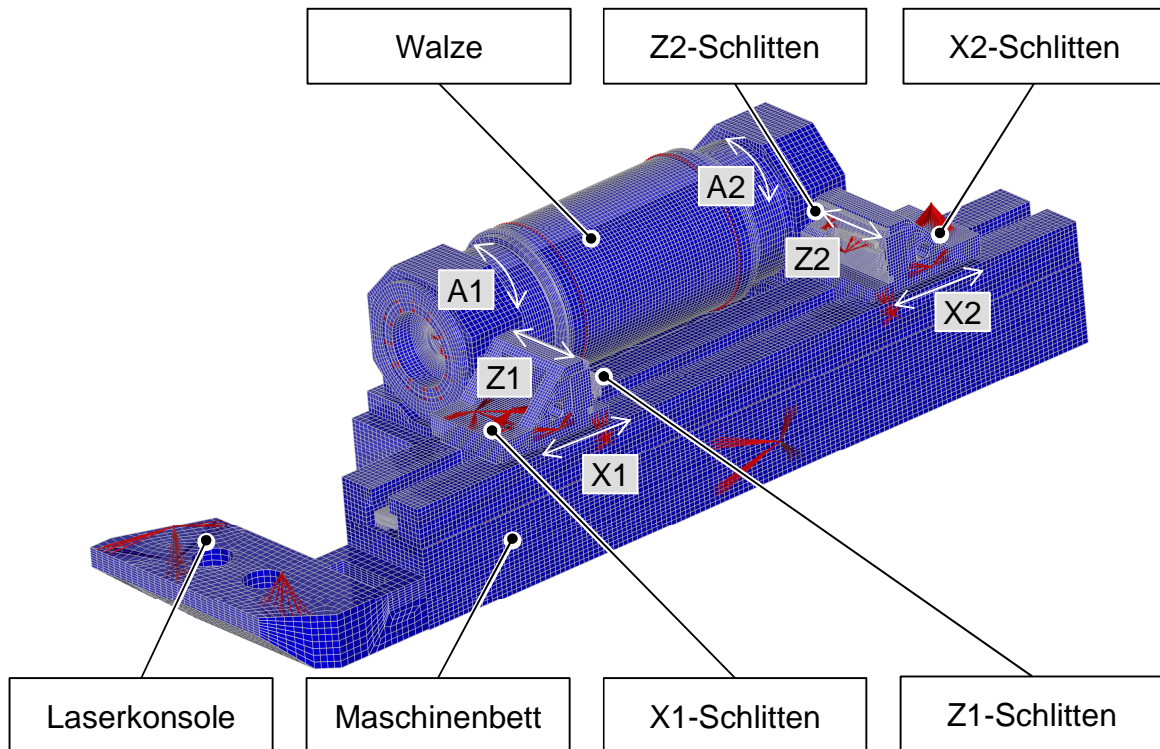 Walze
Z2-Schlitten
X2-Schlitten
A2
Z2
A1
X2
Z1
X1
Laserkonsole
Maschinenbett
X1-Schlitten
Z1-Schlitten